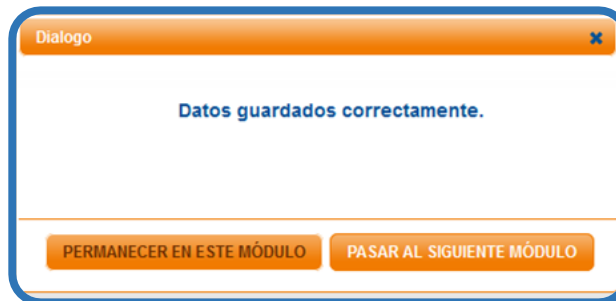 Dialogo
Datos guardados correctamente.
PERMANECER EN ESTE MÓDULO PASAR AL SIGUIENTE MÓDULO